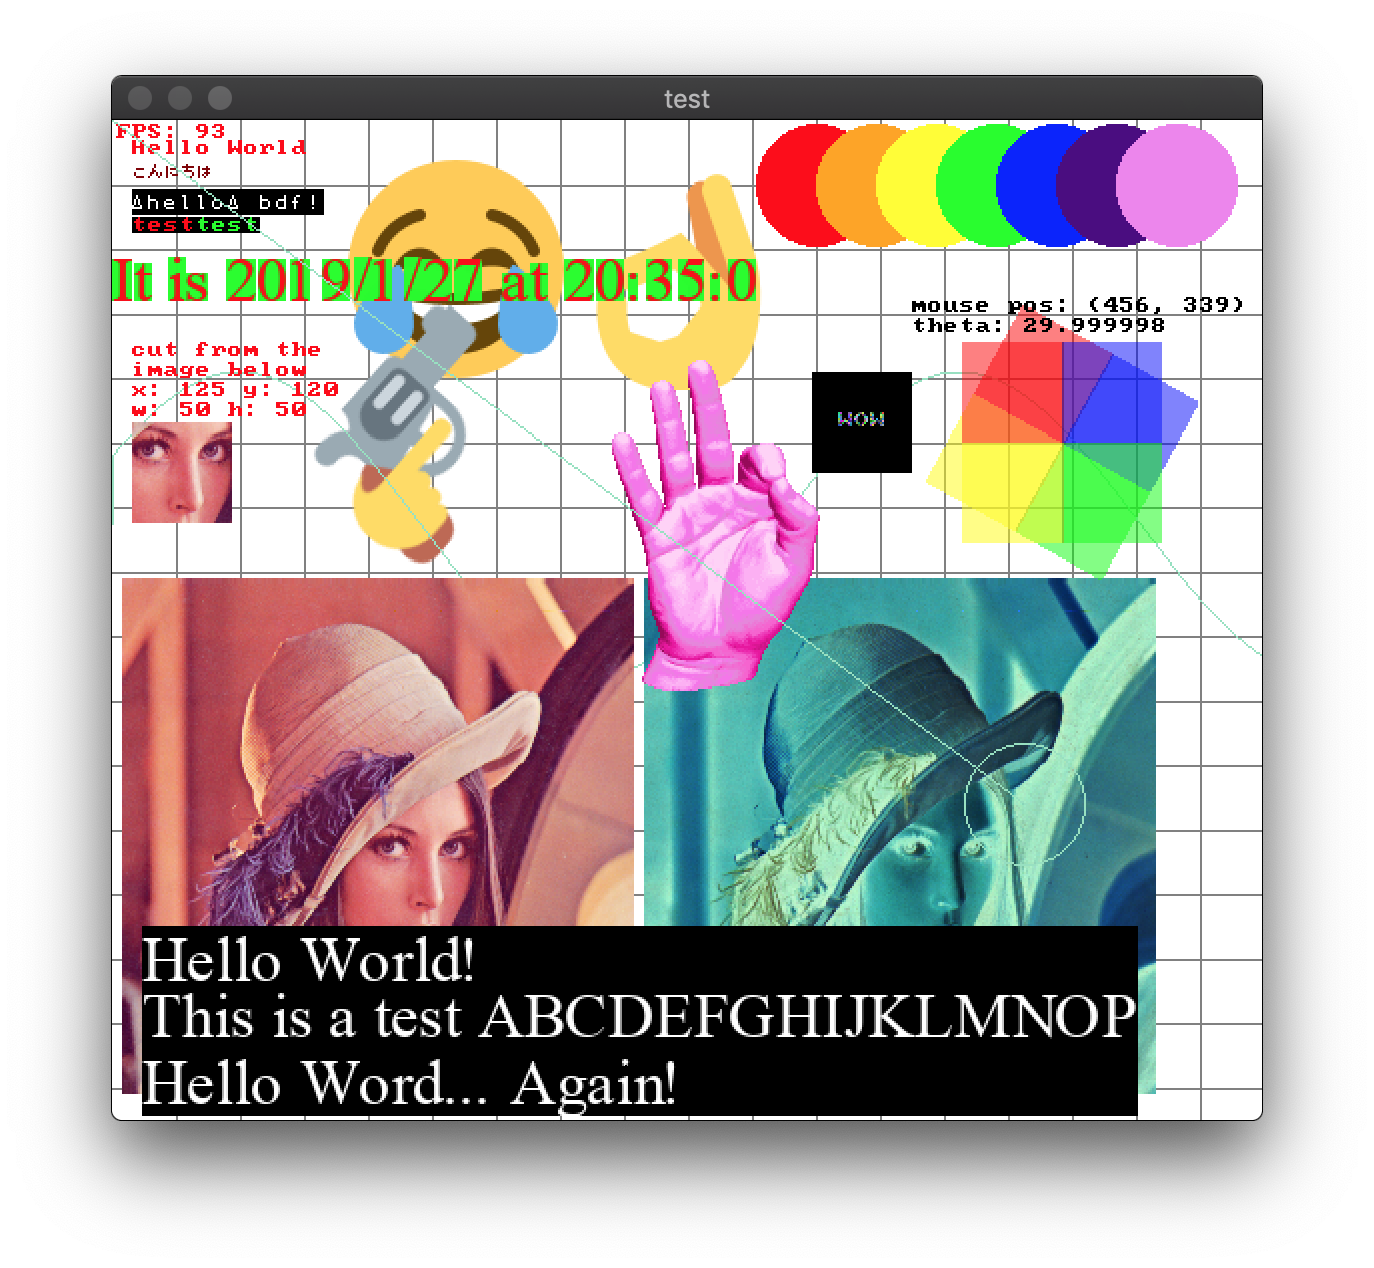 test
FPS: 93
Hello World
こんにちは
Δhello∆ bdf!
testtest
It is 2019/1/27 at 20:35:0
mouse pos: (456, 339)
theta: 29.999998
cut from the
image below
x: 125 y: 120
w: 50 h: 50
WOW
Hello World!
This is a test ABCDEFGHIJKLMNOP
Hello Word... Again!